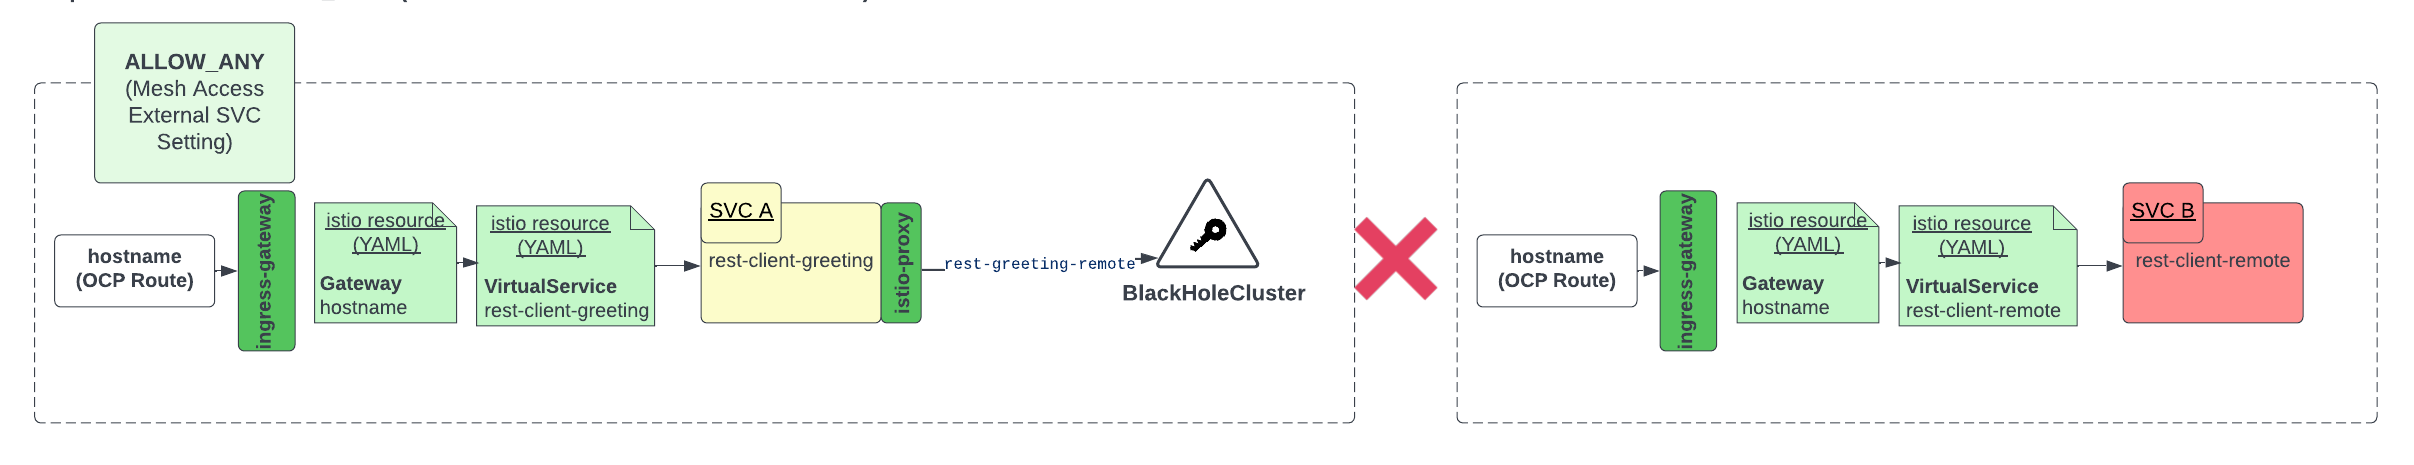 ALLOW_ANY
(Mesh Access
External SVC
Setting)
hostname
(OCP Route)
ingress-gateway
istio resource
(YAML)
Gateway
hostname
istio resource
(YAML)
VirtualService
rest-client-greeting
SVC A
rest-client-greeting
istio-proxy
rest-greeting-remote
BlackHoleCluster
hostname
(OCP Route)
ingress-gateway
istio resource
(YAML)
Gateway
hostname
istio resource
(YAML)
VirtualService
rest-client-remote
SVC B
rest-client-remote